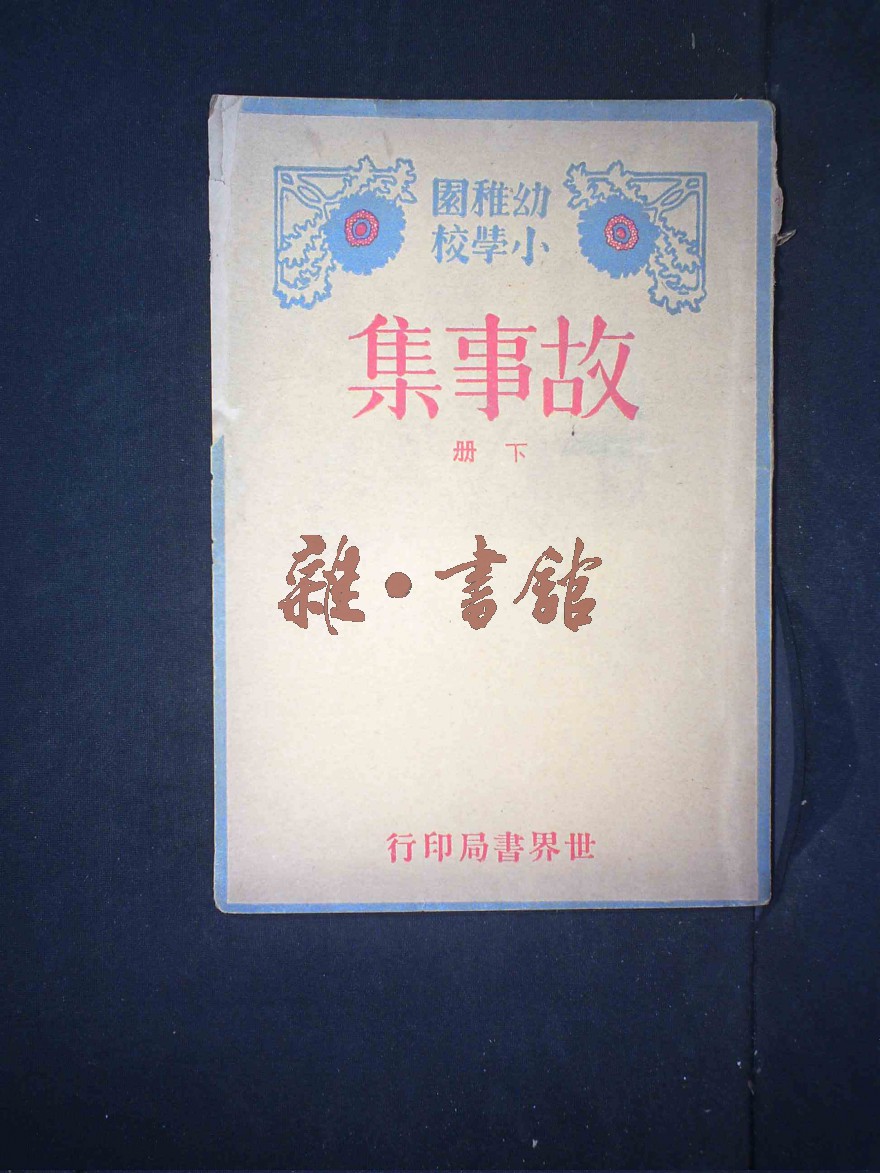 幼稚園
小學校
故事集
下册
雜·書館
世界書局印行